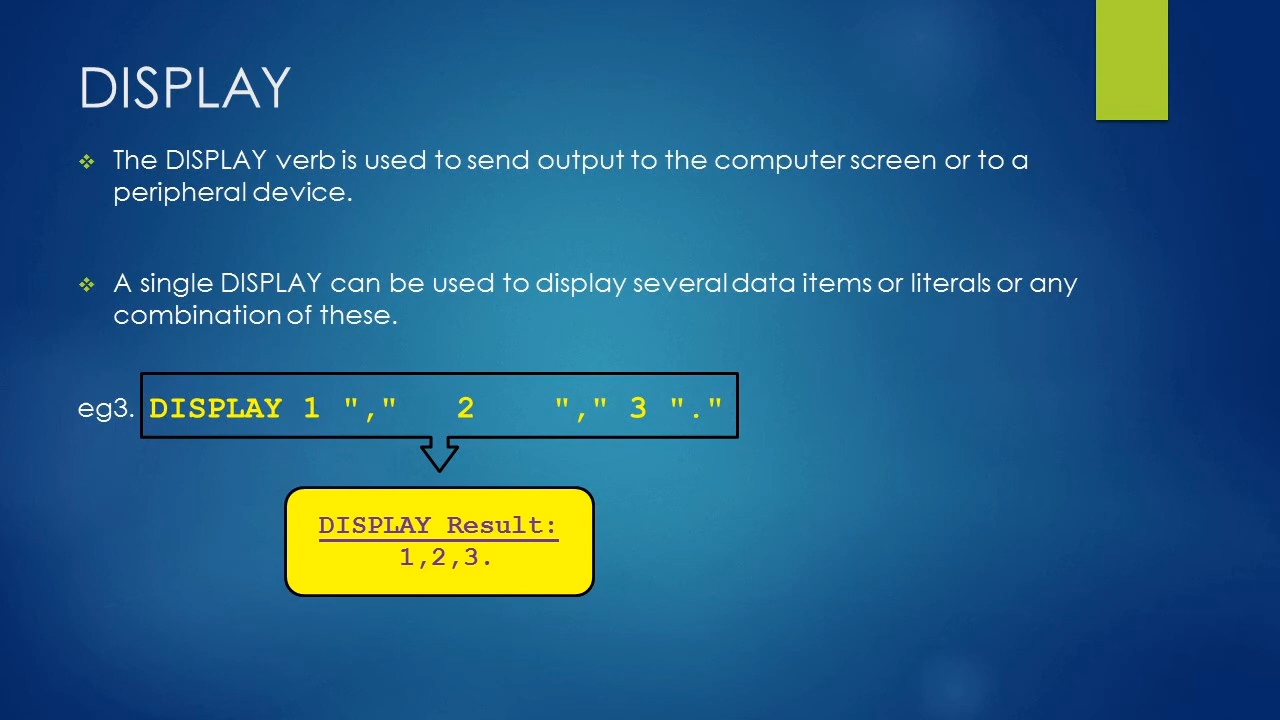 DISPLAY
The DISPLAY verb is used to send output to the computer screen or to a
peripheral device.
A single DISPLAY can be used to display several data items or literals or any
combination of these.
eg3. DISPLAY 1 ","   2    "," 3 "."
DISPLAY Result:
1,2,3.